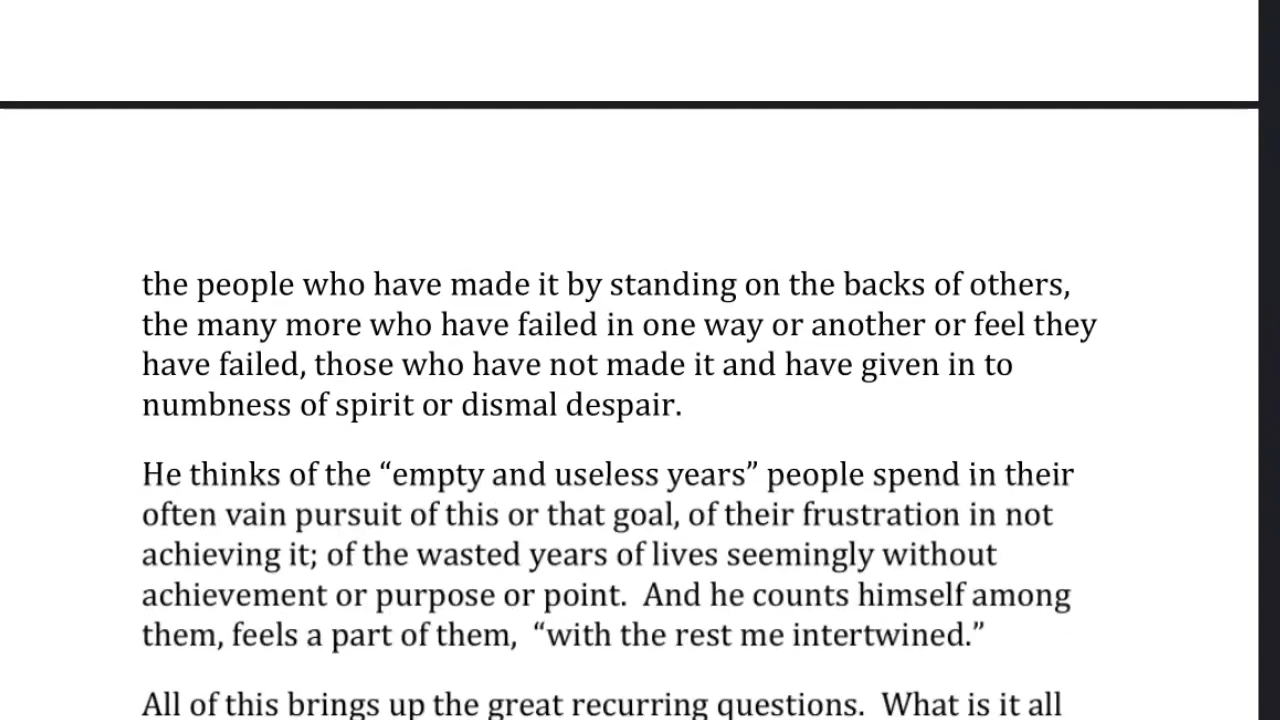 the people who have made it by standing on the backs of others,
the many more who have failed in one way or another or feel they
have failed, those who have not made it and have given in to
numbness of spirit or dismal despair.
He thinks of the “empty and useless years” people spend in their
often vain pursuit of this or that goal, of their frustration in not
achieving it; of the wasted years of lives seemingly without
achievement or purpose or point.  And he counts himself among
them, feels a part of them,  “with the rest me intertwined.”
All of this brings up the great recurring questions.  What is it all